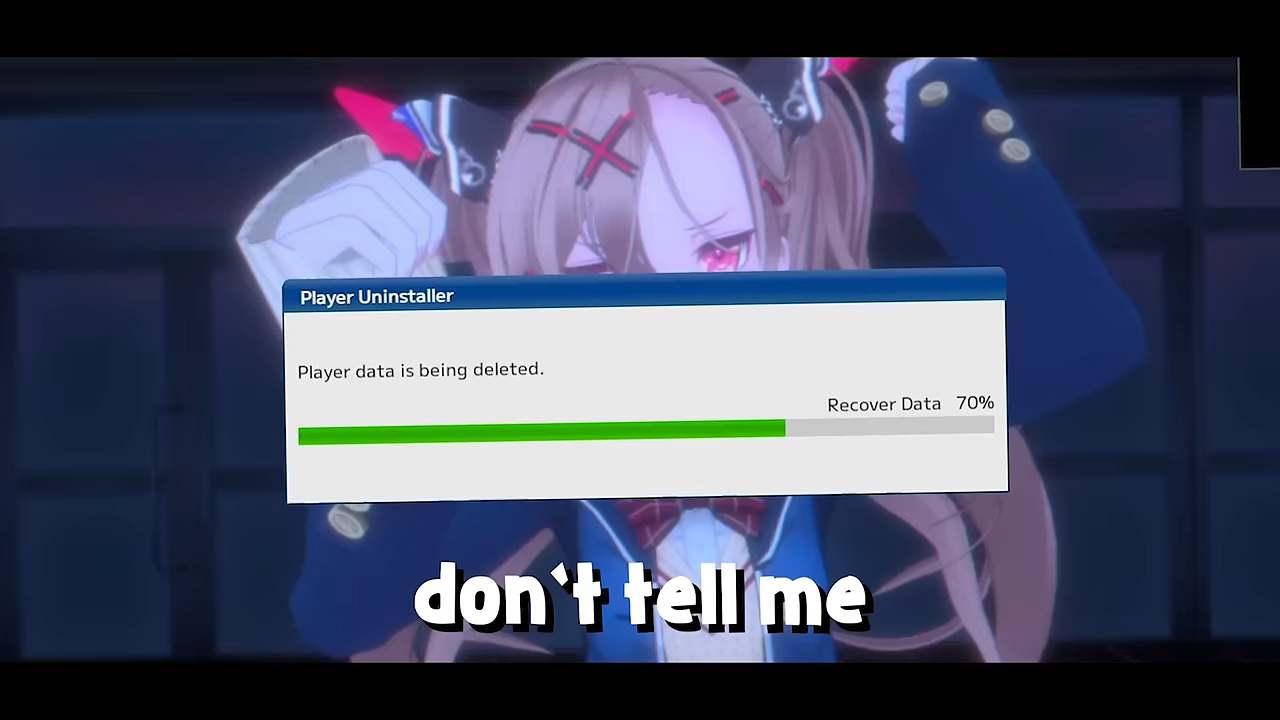 Player Uninstaller
Player data is being deleted.
Recover Data 70%
don't tell me